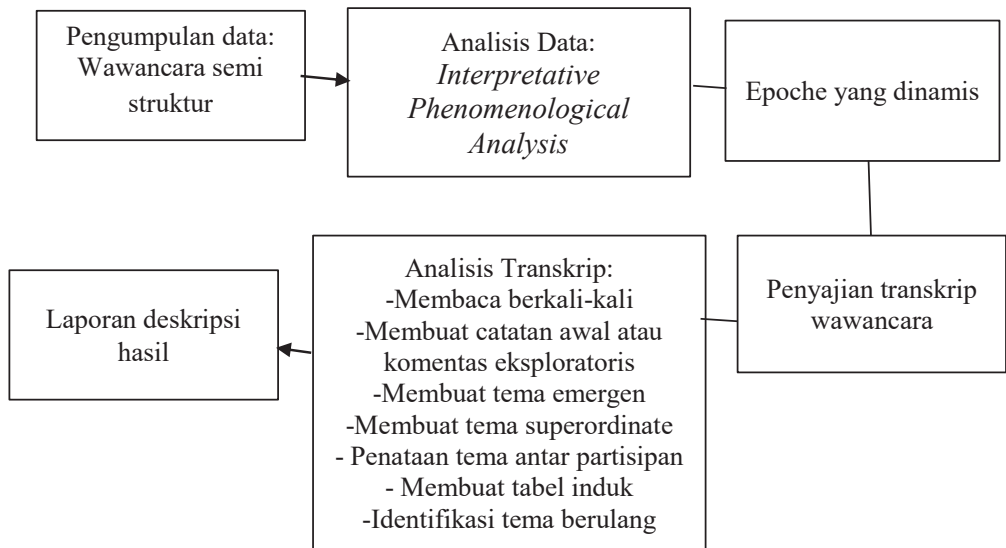 Pengumpulan data:
Wawancara semi
struktur
Analisis Data:
Interpretative
Phenomenological
Analysis
Epoche yang dinamis
Penyajian transkrip
wawancara
Analisis Transkrip:
-Membaca berkali-kali
-Membuat catatan awal atau
komentas eksploratoris
-Membuat tema emergen
-Membuat tema superordinate
- Penataan tema antar partisipan
- Membuat tabel induk
-Identifikasi tema berulang
Laporan deskripsi
hasil